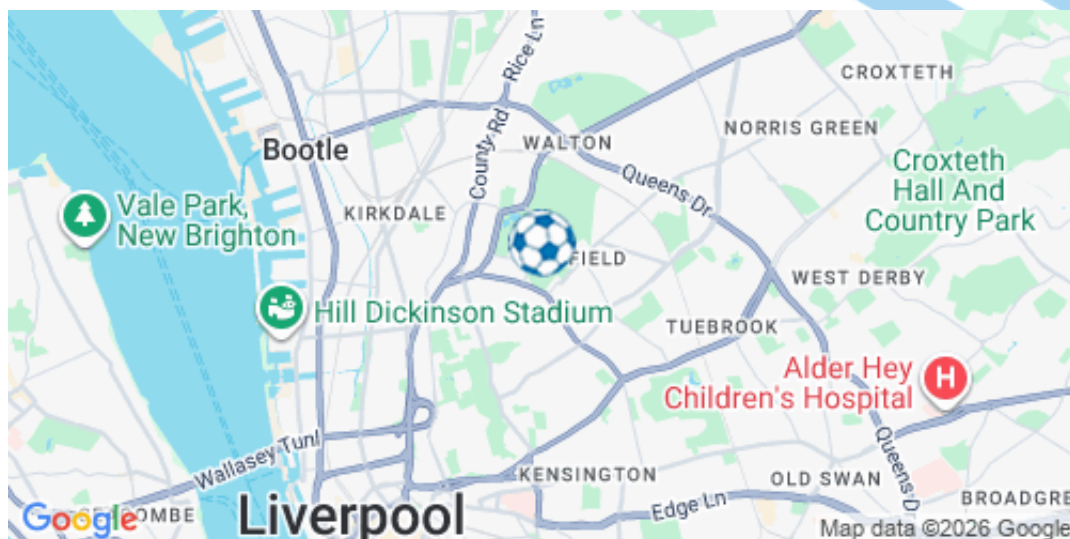 Rice Ln
CROXTETH
County Rd
WALTON
NORRIS GREEN
Bootle
Queens Dr
Croxteth
Hall And
Country Park
Vale Park,
New Brighton
KIRKDALE
FIELD
WEST DERBY
Hill Dickinson Stadium
TUEBROOK
Alder Hey
Children's Hospital
H
Wallasey Tunl
KENSINGTON
OLD SWAN
Queens Dr
Edge Ln
BROADGRE
Google
COMBE
Liverpool
Map data ©2026 Google